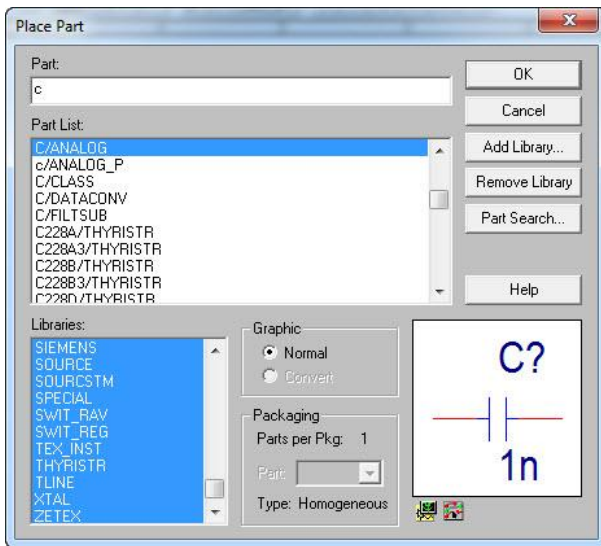 Place Part
Part:
c
OK
Cancel
Part List:
C/ANALOG
c/ANALOG_P
C/CLASS
C/DATACONV
C/FILTSUB
C228A/THYRISTR
C228A3/THYRISTR
C228B/THYRISTR
C228B3/THYRISTR
C228D/THYRISTR
Add Library...
Remove Library
Part Search...
Help
Libraries:
SIEMENS
SOURCE
SOURCSTM
SPECIAL
SWIT_RAV
SWIT_REG
TEX_INST
THYRISTR
TLINE
XTAL
ZETEX
Graphic
Normal
Convert
Packaging
Parts per Pkg: 1
Part:
Type: Homogeneous
C?
1n